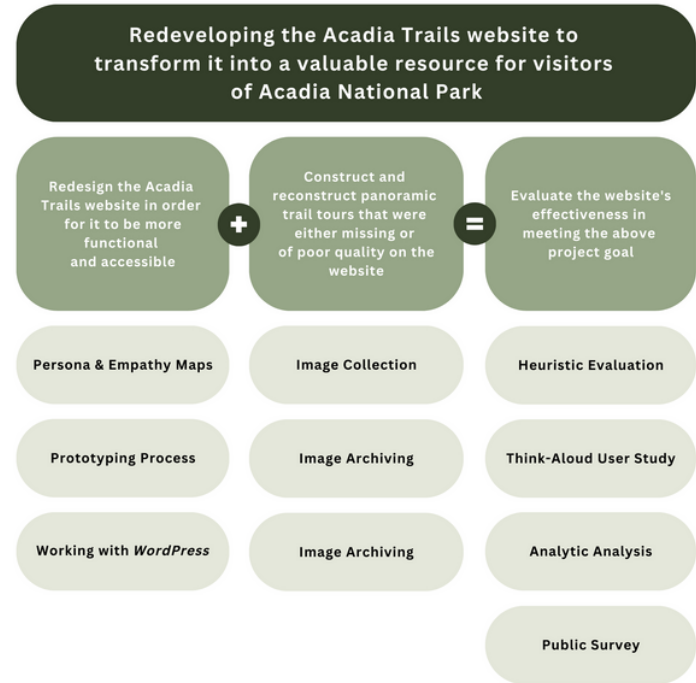 Redeveloping the Acadia Trails website to
transform it into a valuable resource for visitors
of Acadia National Park
Redesign the Acadia
Trails website in order
for it to be more
functional
and accessible
+
Construct and
reconstruct panoramic
trail tours that were
either missing or
of poor quality on the
website
=
Evaluate the website's
effectiveness in
meeting the above
project goal
Persona & Empathy Maps
Image Collection
Heuristic Evaluation
Prototyping Process
Image Archiving
Think-Aloud User Study
Working with WordPress
Image Archiving
Analytic Analysis
Public Survey